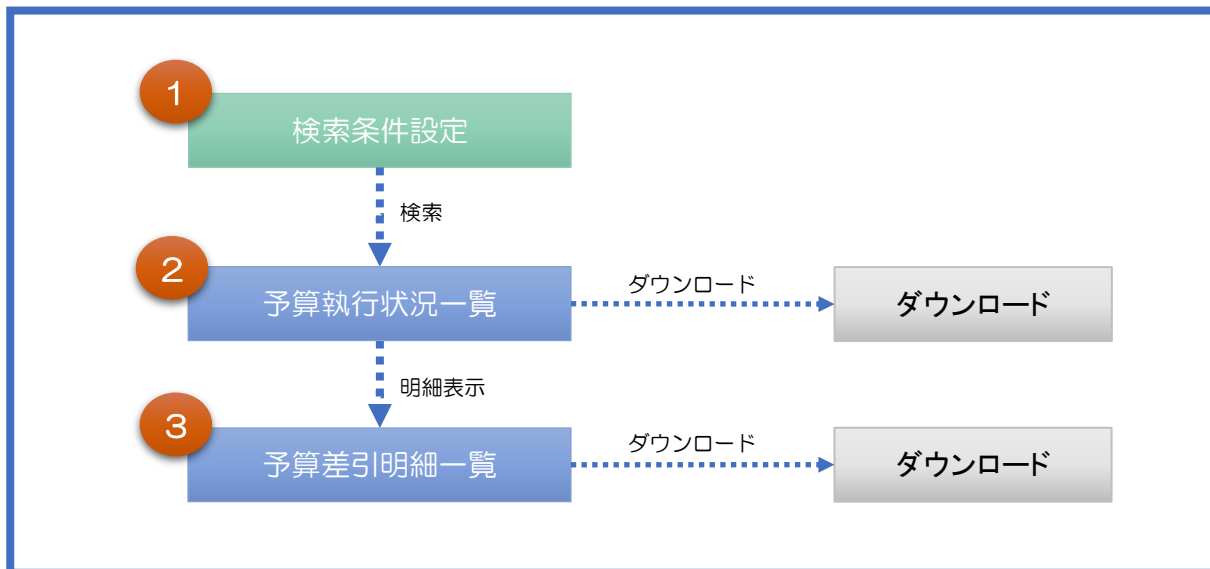 1
検索条件設定
検索
2
予算執行状況一覧
ダウンロード
ダウンロード
明細表示
3
予算差引明細一覧
ダウンロード
ダウンロード